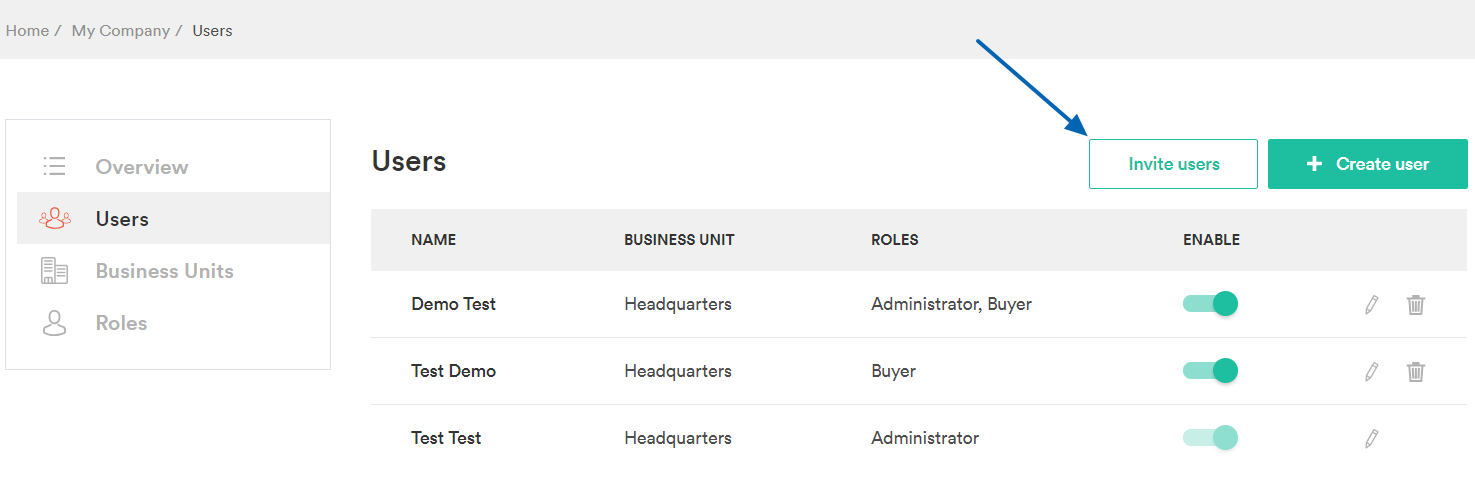 Home / My Company / Users
Overview
Users
Business Units
Roles
Users
Invite users
+ Create user
NAME BUSINESS UNIT ROLES ENABLE
Demo Test Headquarters Administrator, Buyer
Test Demo Headquarters Buyer
Test Test Headquarters Administrator